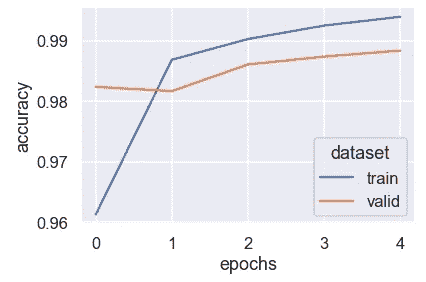 0.99
0.98
0.97
0.96
accuracy
dataset
train
valid
0 1 2 3 4
epochs